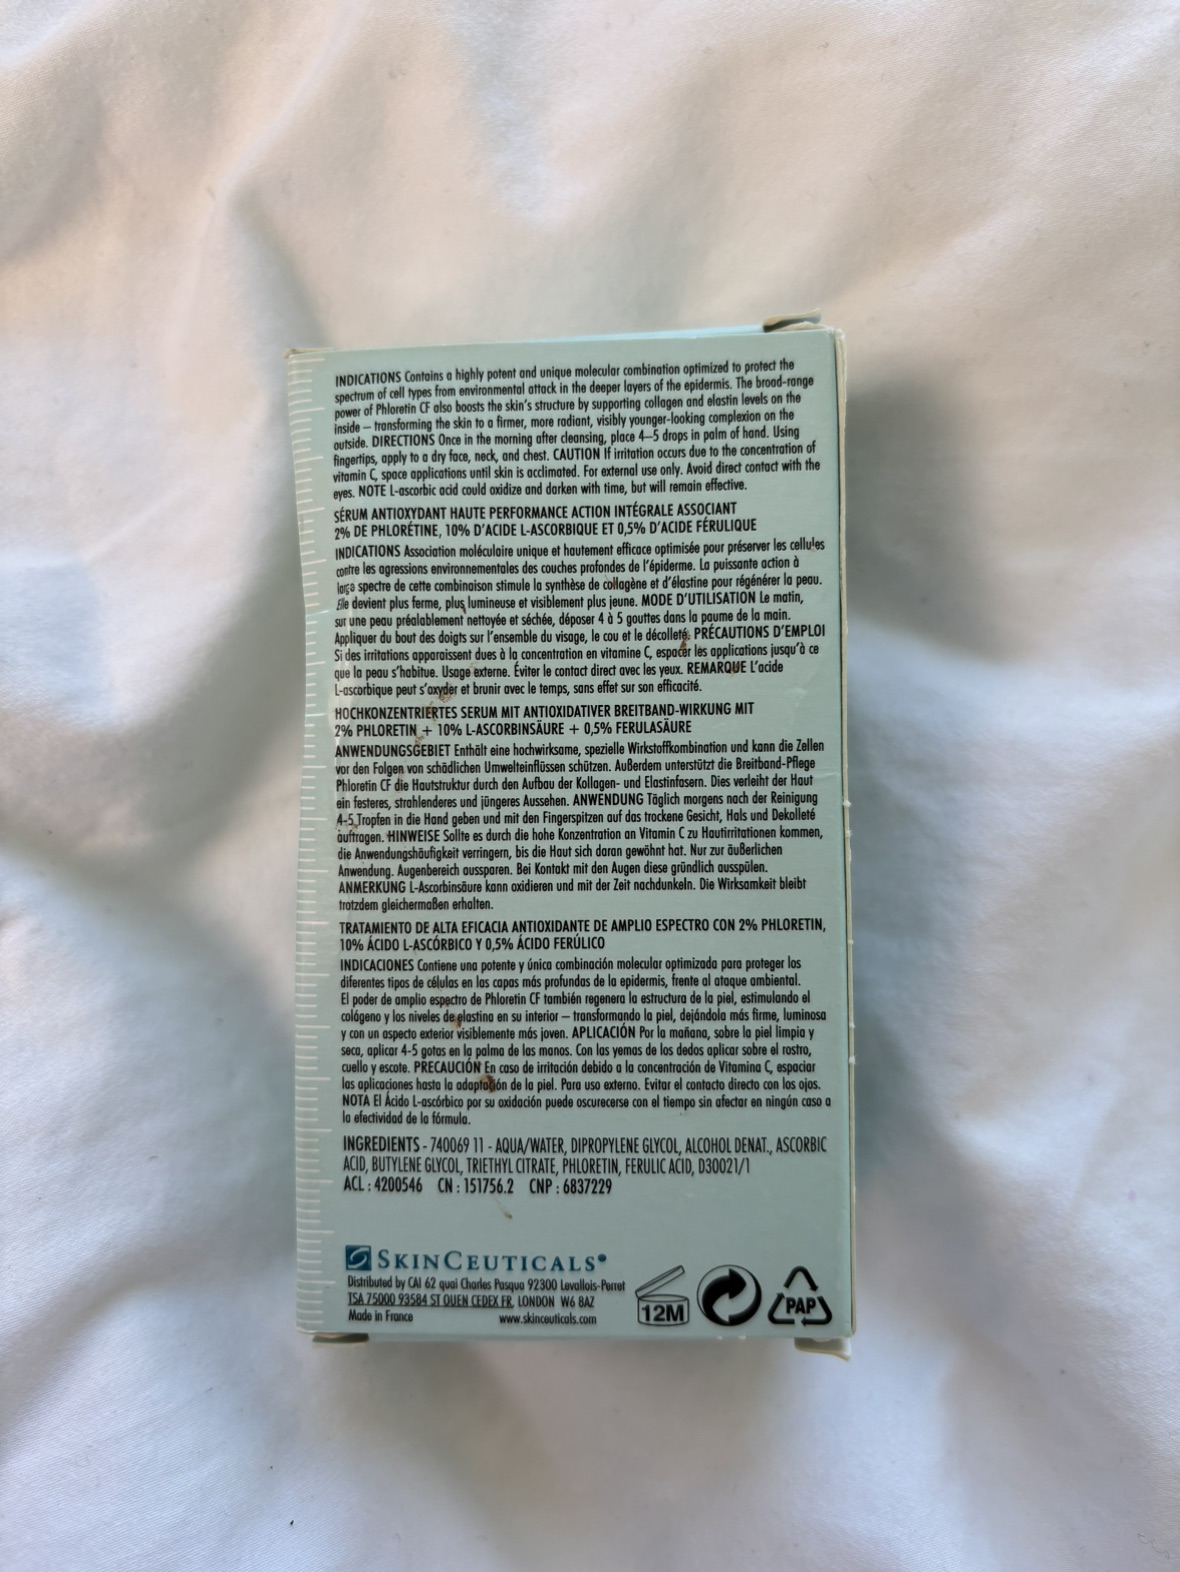 INDICATIONS Contains a highly potent and unique molecular combination optimized to protect the
spectrum of cell types from environmental attack in the deeper layers of the epidermis. The broad-range
power of Phloretin CF also boosts the skin's structure by supporting collagen and elastin levels on the
inside – transforming the skin to a firmer, more radiant, visibly younger-looking complexion on the
outside. DIRECTIONS Once in the morning after cleansing, place 4–5 drops in palm of hand. Using
fingertips, apply to a dry face, neck, and chest. CAUTION If irritation occurs due to the concentration of
vitamin C, space applications until skin is acclimated. For external use only. Avoid direct contact with the
eyes. NOTE L-ascorbic acid could oxidize and darken with time, but will remain effective.
SÉRUM ANTIOXYDANT HAUTE PERFORMANCE ACTION INTÉGRALE ASSOCIANT
2% DE PHLORÉTINE, 10% D'ACIDE L-ASCORBIQUE ET 0,5% D'ACIDE FÉRULIQUE
INDICATIONS Association moléculaire unique et hautement efficace optimisée pour préserver les cellules
contre les agressions environnementales des couches profondes de l'épiderme. La puissante action à
large spectre de cette combinaison stimule la synthèse de collagène et d'élastine pour régénérer la peau.
Elle devient plus ferme, plus lumineuse et visiblement plus jeune. MODE D'UTILISATION Le matin,
sur une peau préalablement nettoyée et séchée, déposer 4 à 5 gouttes dans la paume de la main.
Appliquer du bout des doigts sur l'ensemble du visage, le cou et le décolleté. PRÉCAUTIONS D'EMPLOI
Si des irritations apparaissent dues à la concentration en vitamine C, espacer les applications jusqu'à ce
que la peau s'habitue. Usage externe. Éviter le contact direct avec les yeux. REMARQUE L'acide
L-ascorbique peut s'oxyder et brunir avec le temps, sans effet sur son efficacité.
HOCHKONZENTRIERTES SERUM MIT ANTIOXIDATIVER BREITBAND-WIRKUNG MIT
2% PHLORETIN + 10% L-ASCORBINSÄURE + 0,5% FERULASÄURE
ANWENDUNGSGEBIET Enthält eine hochwirksame, spezielle Wirkstoffkombination und kann die Zellen
vor den Folgen von schädlichen Umwelteinflüssen schützen. Außerdem unterstützt die Breitband-Pflege
Phloretin CF die Hautstruktur durch den Aufbau der Kollagen- und Elastinfasern. Dies verleiht der Haut
ein festeres, strahlenderes und jüngeres Aussehen. ANWENDUNG Täglich morgens nach der Reinigung
4-5 Tropfen in die Hand geben und mit den Fingerspitzen auf das trockene Gesicht, Hals und Dekolleté
auftragen. HINWEISE Sollte es durch die hohe Konzentration an Vitamin C zu Hautirritationen kommen,
die Anwendungshäufigkeit verringern, bis die Haut sich daran gewöhnt hat. Nur zur äußerlichen
Anwendung. Augenbereich aussparen. Bei Kontakt mit den Augen diese gründlich ausspülen.
ANMERKUNG L-Ascorbinsäure kann oxidieren und mit der Zeit nachdunkeln. Die Wirksamkeit bleibt
trotzdem gleichermaßen erhalten.
TRATAMIENTO DE ALTA EFICACIA ANTIOXIDANTE DE AMPLIO ESPECTRO CON 2% PHLORETIN,
10% ÁCIDO L-ASCÓRBICO Y 0,5% ÁCIDO FERÚLICO
INDICACIONES Contiene una potente y única combinación molecular optimizada para proteger los
diferentes tipos de células en las capas más profundas de la epidermis, frente al ataque ambiental.
El poder de amplio espectro de Phloretin CF también regenera la estructura de la piel, estimulando el
colágeno y los niveles de elastina en su interior – transformando la piel, dejándola más firme, luminosa
y con un aspecto exterior visiblemente más joven. APLICACIÓN Por la mañana, sobre la piel limpia y
seca, aplicar 4-5 gotas en la palma de las manos. Con las yemas de los dedos aplicar sobre el rostro,
cuello y escote. PRECAUCIÓN En caso de irritación debido a la concentración de Vitamina C, espaciar
las aplicaciones hasta la adaptación de la piel. Para uso externo. Evitar el contacto directo con los ojos.
NOTA El Ácido L-ascórbico por su oxidación puede oscurecerse con el tiempo sin afectar en ningún caso a
la efectividad de la fórmula.
INGREDIENTS - 740069 11 - AQUA/WATER, DIPROPYLENE GLYCOL, ALCOHOL DENAT., ASCORBIC
ACID, BUTYLENE GLYCOL, TRIETHYL CITRATE, PHLORETIN, FERULIC ACID, D30021/1
ACL : 4200546 CN : 151756.2 CNP : 6837229
SKINCEUTICALS®
Distributed by CAI 62 quai Charles Pasqua 92300 Levallois-Perret
TSA 75000 93584 ST OUEN CEDEX FR, LONDON W6 8AZ
Made in France www.skinceuticals.com
12M
PAP